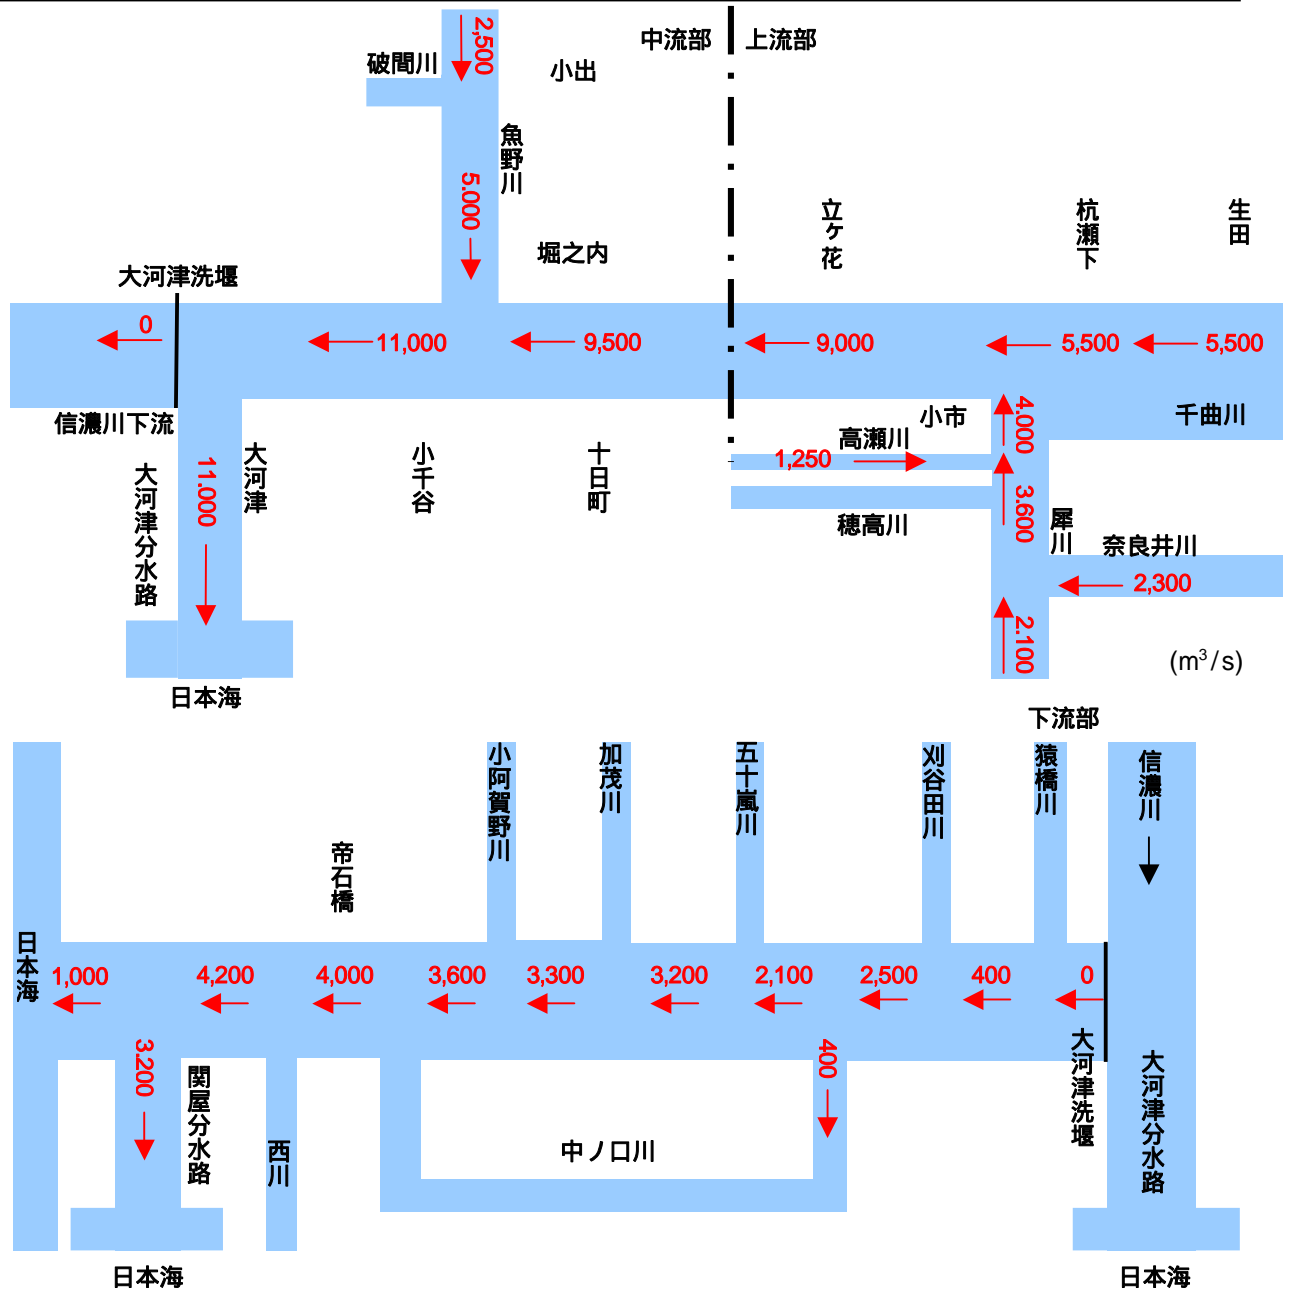 中流部
上流部
2,500
破間川
小出
魚野川
5.000
堀之内
立ヶ花
杭瀬下
生田
大河津洗堰
0
11,000
9,500
9,000
5,500
5,500
信濃川下流
千曲川
4.000
小市
高瀬川
1,250
穂高川
3.600
犀川
奈良井川
2,300
2.100
大河津分水路
11.000
大河津
小千谷
十日町
日本海
(m³/s)
下流部
小阿賀野川
加茂川
五十嵐川
刈谷田川
猿橋川
信濃川
帝石橋
日本海
1,000
4,200
4,000
3,600
3,300
3,200
2,100
2,500
400
0
3.200
関屋分水路
西川
中ノ口川
400
大河津洗堰
大河津分水路
日本海
日本海